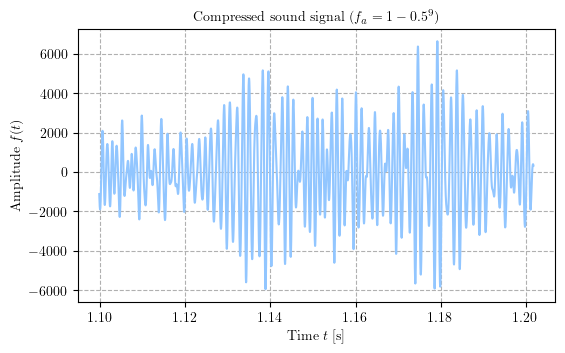 Compressed sound signal (f_a = 1 − 0.5^9)
6000
4000
2000
0
−2000
−4000
−6000
Amplitude f(t)
1.10 1.12 1.14 1.16 1.18 1.20
Time t [s]